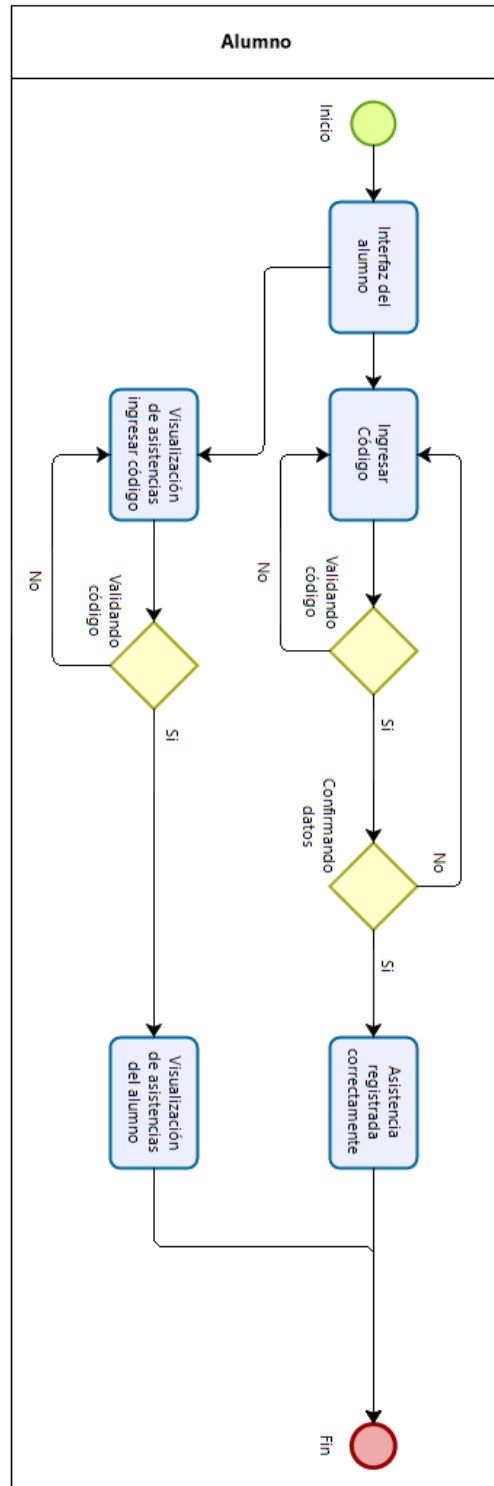 Alumno
Inicio
Interfaz del
alumno
Ingresar
Código
Validando
código
No
Si
Confirmando
datos
No
Si
Asistencia
registrada
correctamente
Visualización
de asistencias
ingresar código
Validando
código
No
Si
Visualización
de asistencias
del alumno
Fin